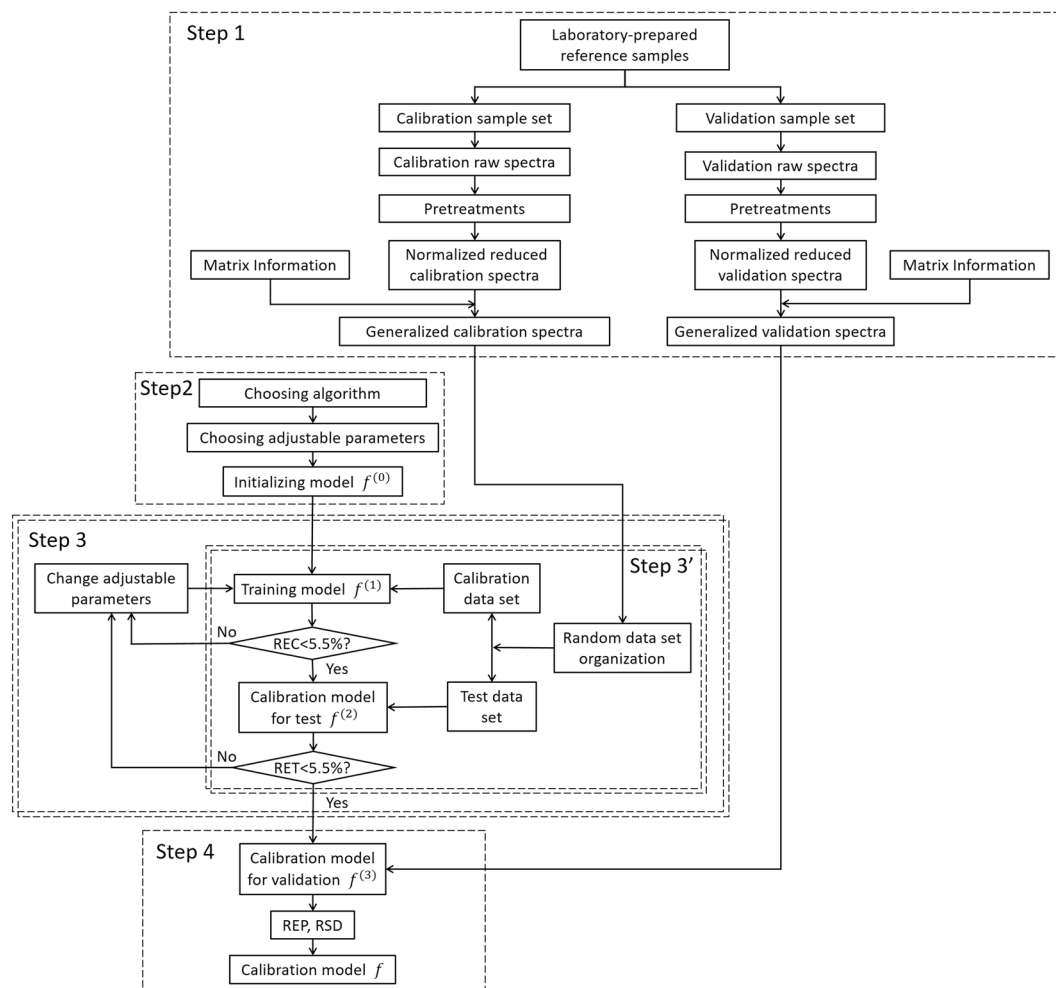 Step 1
Laboratory-prepared
reference samples
Calibration sample set
Validation sample set
Calibration raw spectra
Validation raw spectra
Pretreatments
Pretreatments
Matrix Information
Normalized reduced
calibration spectra
Normalized reduced
validation spectra
Matrix Information
Generalized calibration spectra
Generalized validation spectra
Step2
Choosing algorithm
Choosing adjustable parameters
Initializing model f^(0)
Step 3
Step 3’
Change adjustable
parameters
Training model f^(1)
Calibration
data set
No
REC<5.5%?
Random data set
organization
Yes
Calibration model
for test f^(2)
Test data
set
No
RET<5.5%?
Yes
Step 4
Calibration model
for validation f^(3)
REP, RSD
Calibration model f